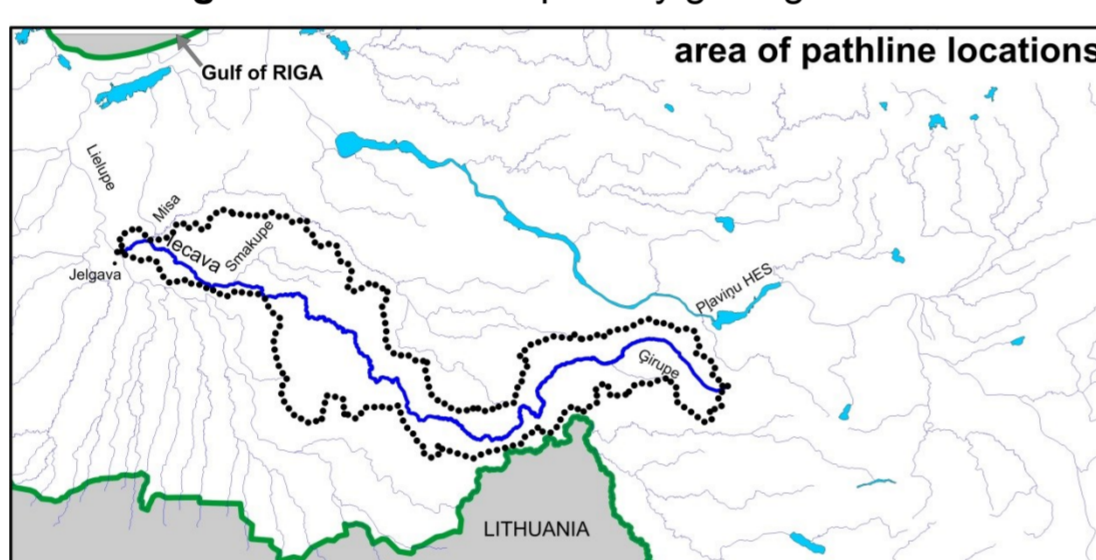 area of pathline locations
Gulf of RIGA
Lielupe
Misa
Iecava
Smakupe
Jelgava
Pļaviņu HES
Ģirupe
LITHUANIA